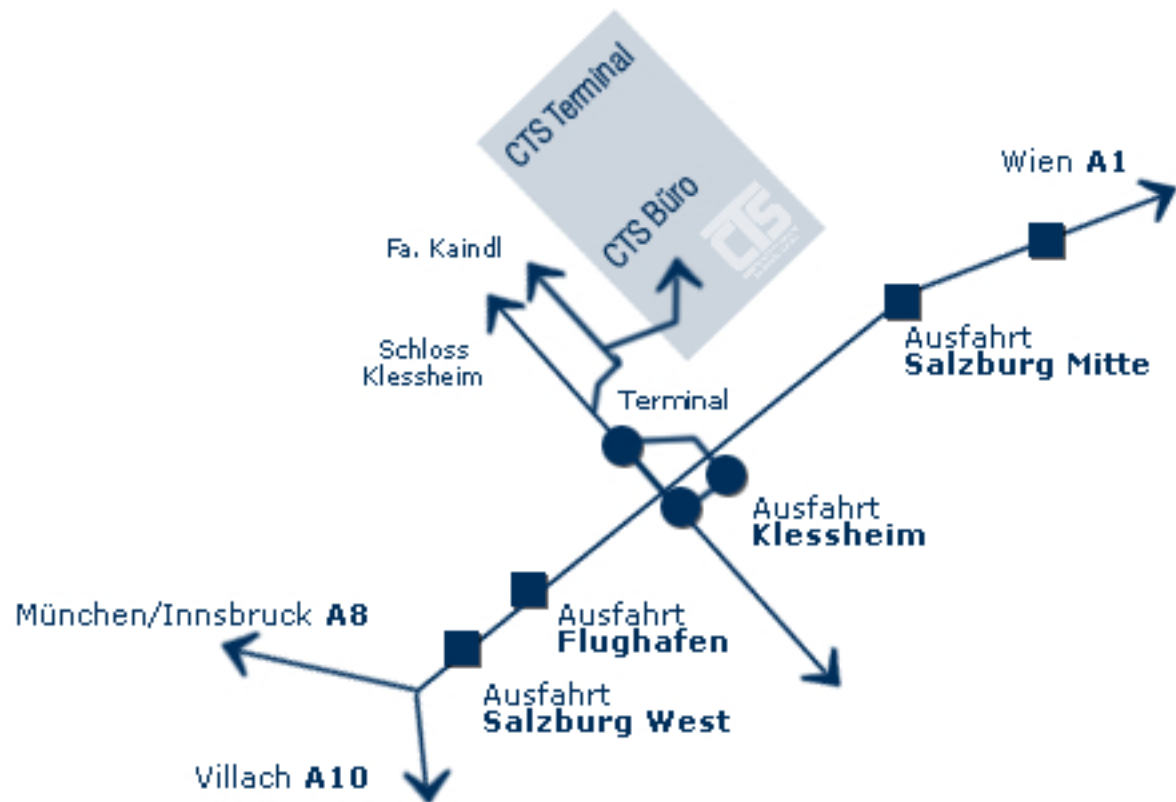 CTS Terminal
Wien A1
CTS Büro
CTS
Fa. Kaindl
Ausfahrt
Salzburg Mitte
Schloss
Klessheim
Terminal
Ausfahrt
Klessheim
München/Innsbruck A8
Ausfahrt
Flughafen
Ausfahrt
Salzburg West
Villach A10